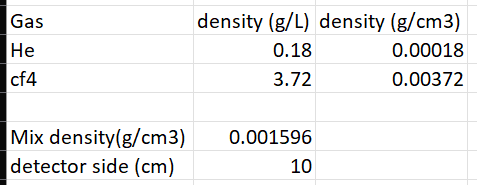 Gas density (g/L) density (g/cm3)
He 0.18 0.00018
cf4 3.72 0.00372
Mix density(g/cm3) 0.001596
detector side (cm) 10